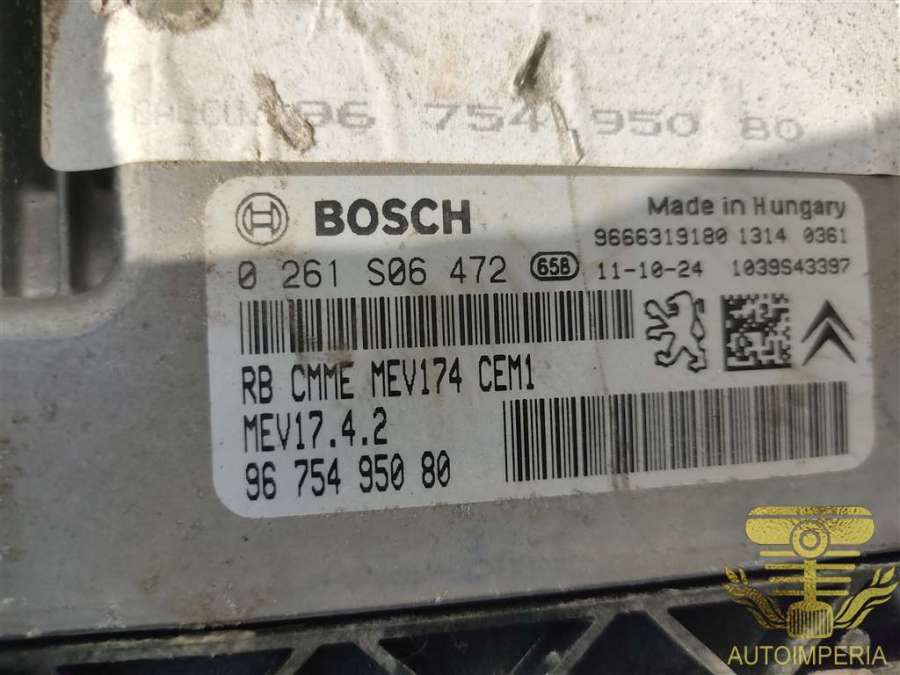 96 754 950 80
BOSCH
Made in Hungary
9666319180 1314 0361
0 261 S06 472 658 11-10-24 1039S43397
RB CMME MEV174 CEM1
MEV17.4.2
96 754 950 80
AUTOIMPERIA